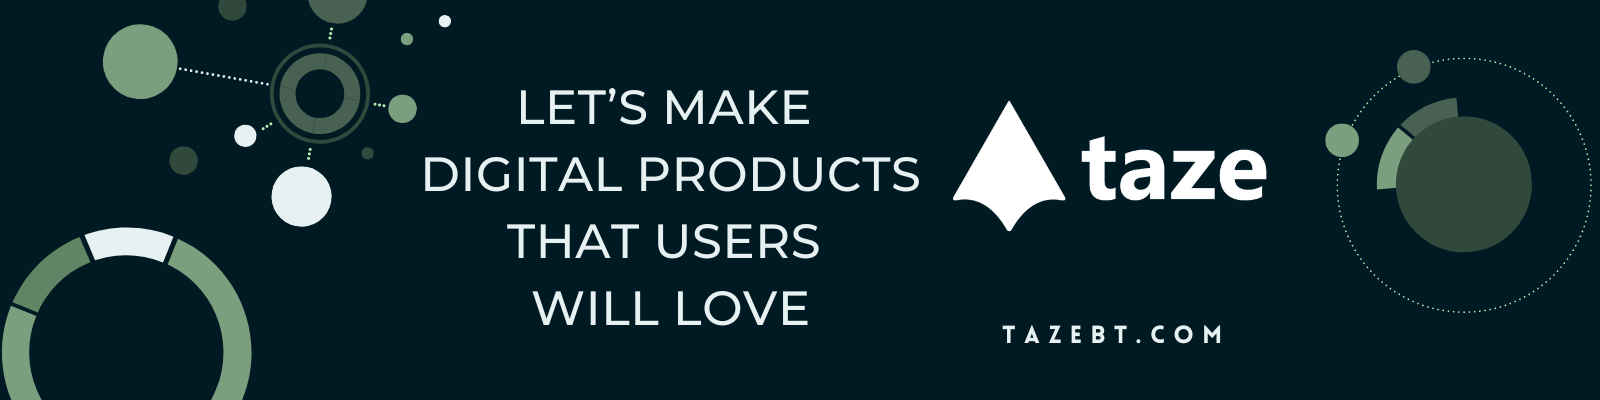 LET’S MAKE
DIGITAL PRODUCTS
THAT USERS
WILL LOVE
taze
TAZEBT.COM